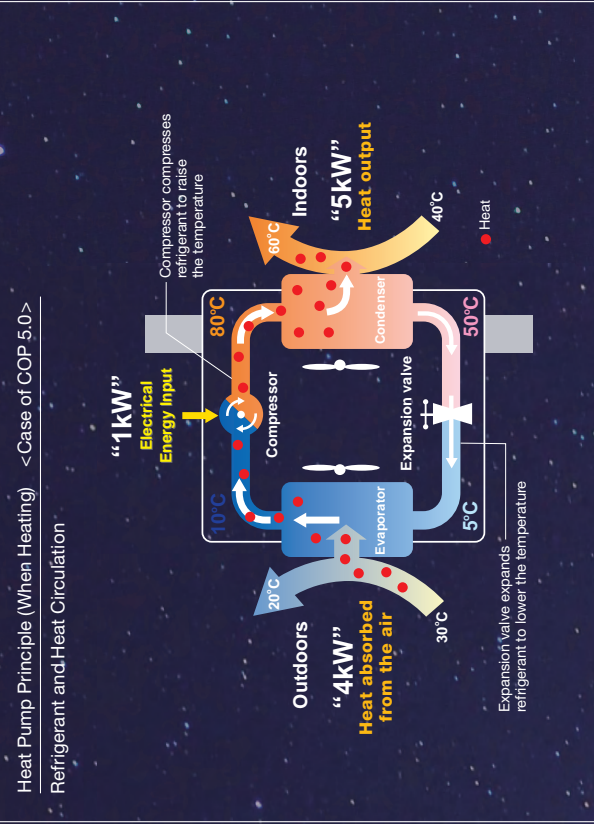 Heat Pump Principle (When Heating) <Case of COP 5.0>
Refrigerant and Heat Circulation
“1kW”
Electrical
Energy Input
Compressor compresses
refrigerant to raise
the temperature
Outdoors
“4kW”
Heat absorbed
from the air
20˚C
30˚C
10℃
80℃
Compressor
Evaporator
Condenser
Expansion valve
5℃
50℃
Indoors
“5kW”
Heat output
60˚C
40˚C
Heat
Expansion valve expands
refrigerant to lower the temperature